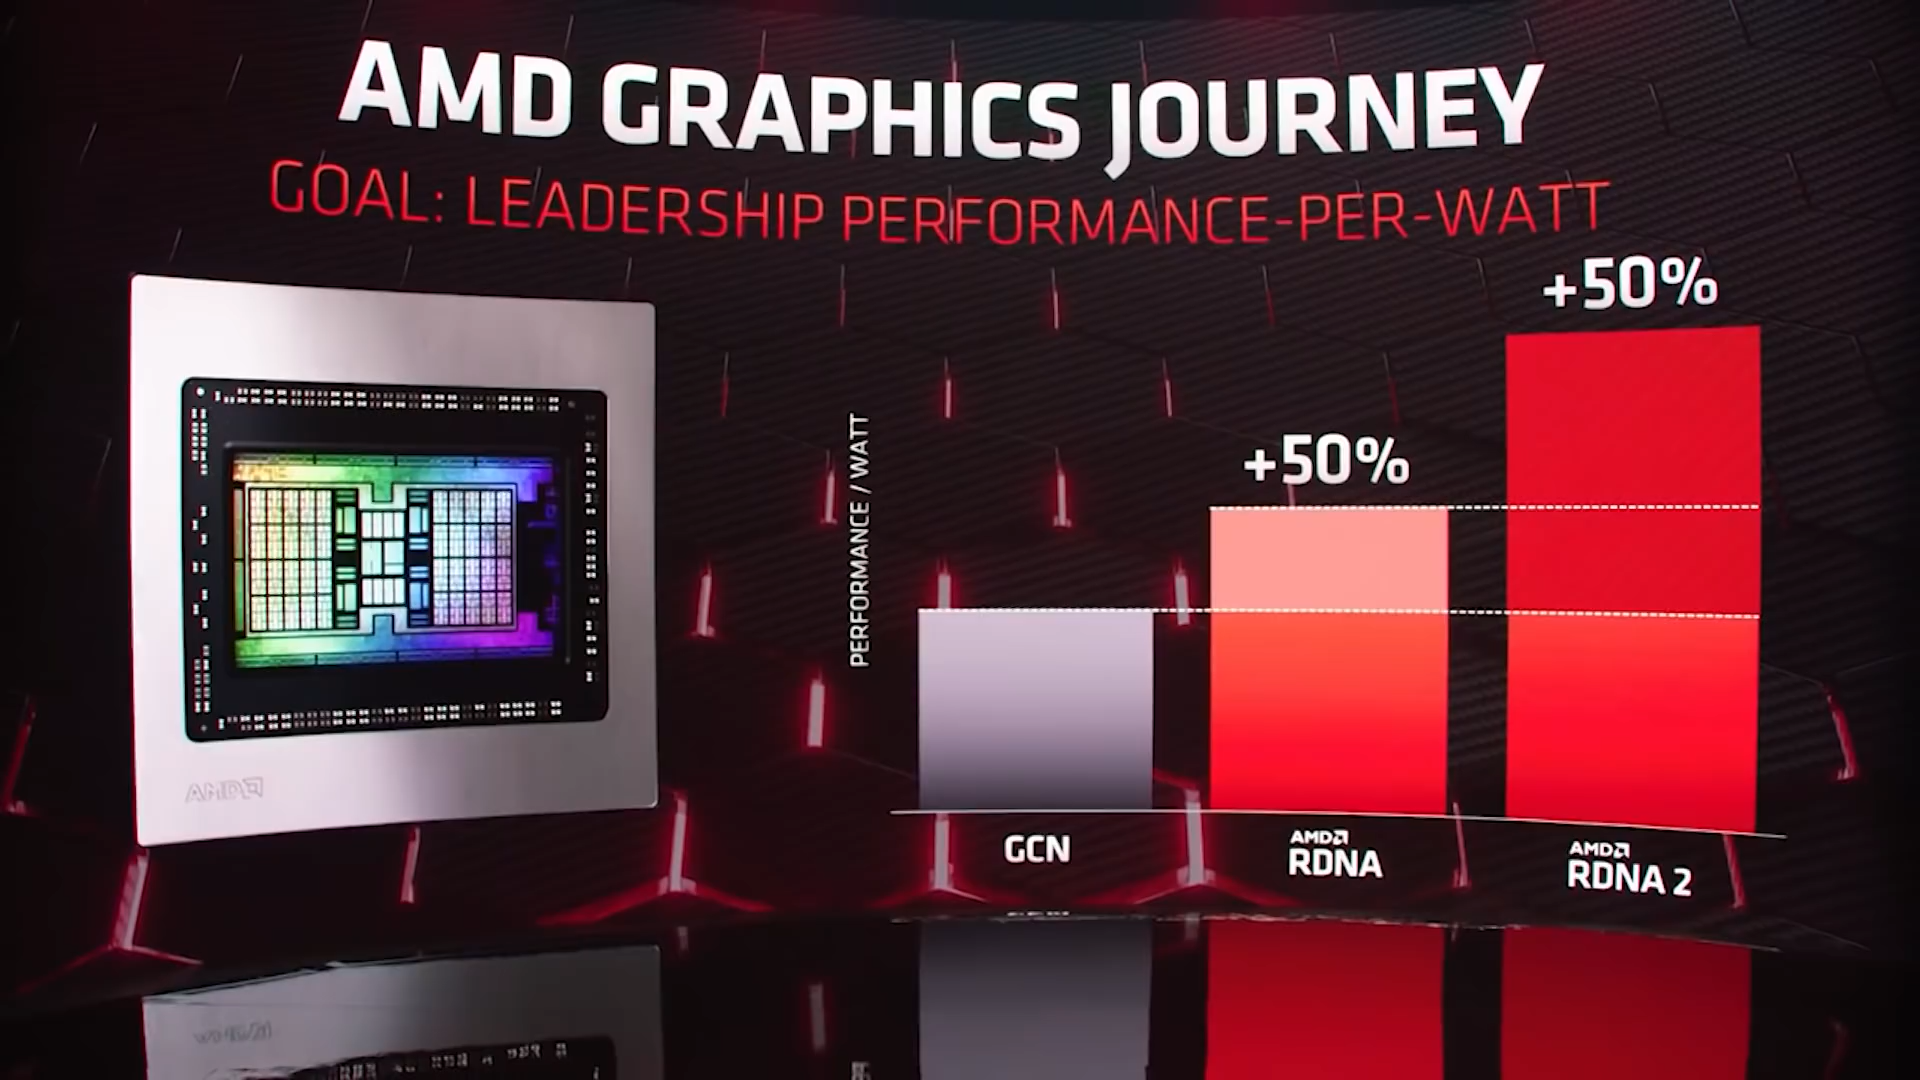 AMD GRAPHICS JOURNEY
GOAL: LEADERSHIP PERFORMANCE-PER-WATT
AMD
PERFORMANCE / WATT
+50%
+50%
GCN
AMD
RDNA
AMD
RDNA 2